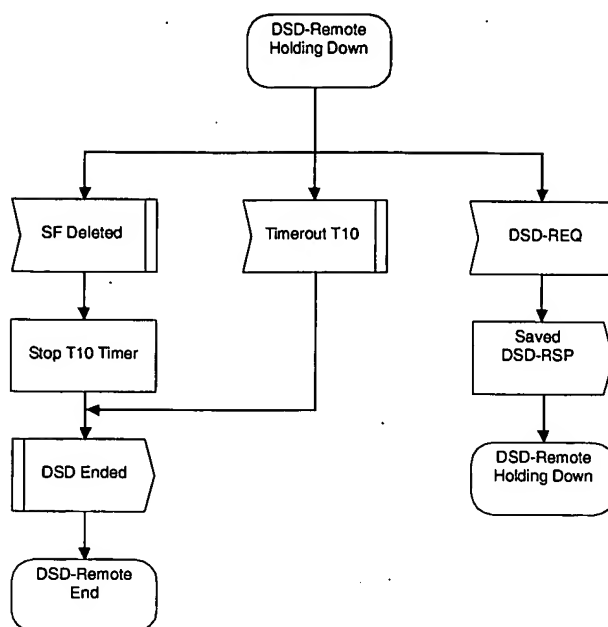 DSD-Remote
Holding Down
SF Deleted
Timerout T10
DSD-REQ
Stop T10 Timer
Saved
DSD-RSP
DSD Ended
DSD-Remote
Holding Down
DSD-Remote
End